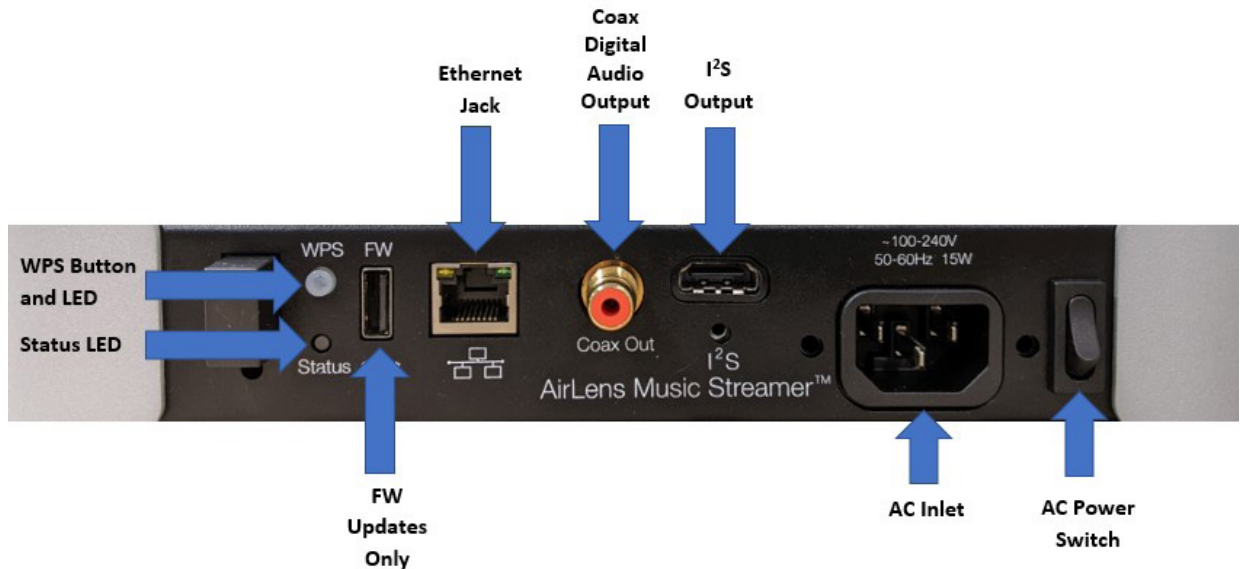 Coax
Digital
Audio
Output
I²S
Output
Ethernet
Jack
WPS Button
and LED
Status LED
WPS
FW
Status
Coax Out
I²S
AirLens Music Streamer™
~100-240V
50-60Hz 15W
FW
Updates
Only
AC Inlet
AC Power
Switch